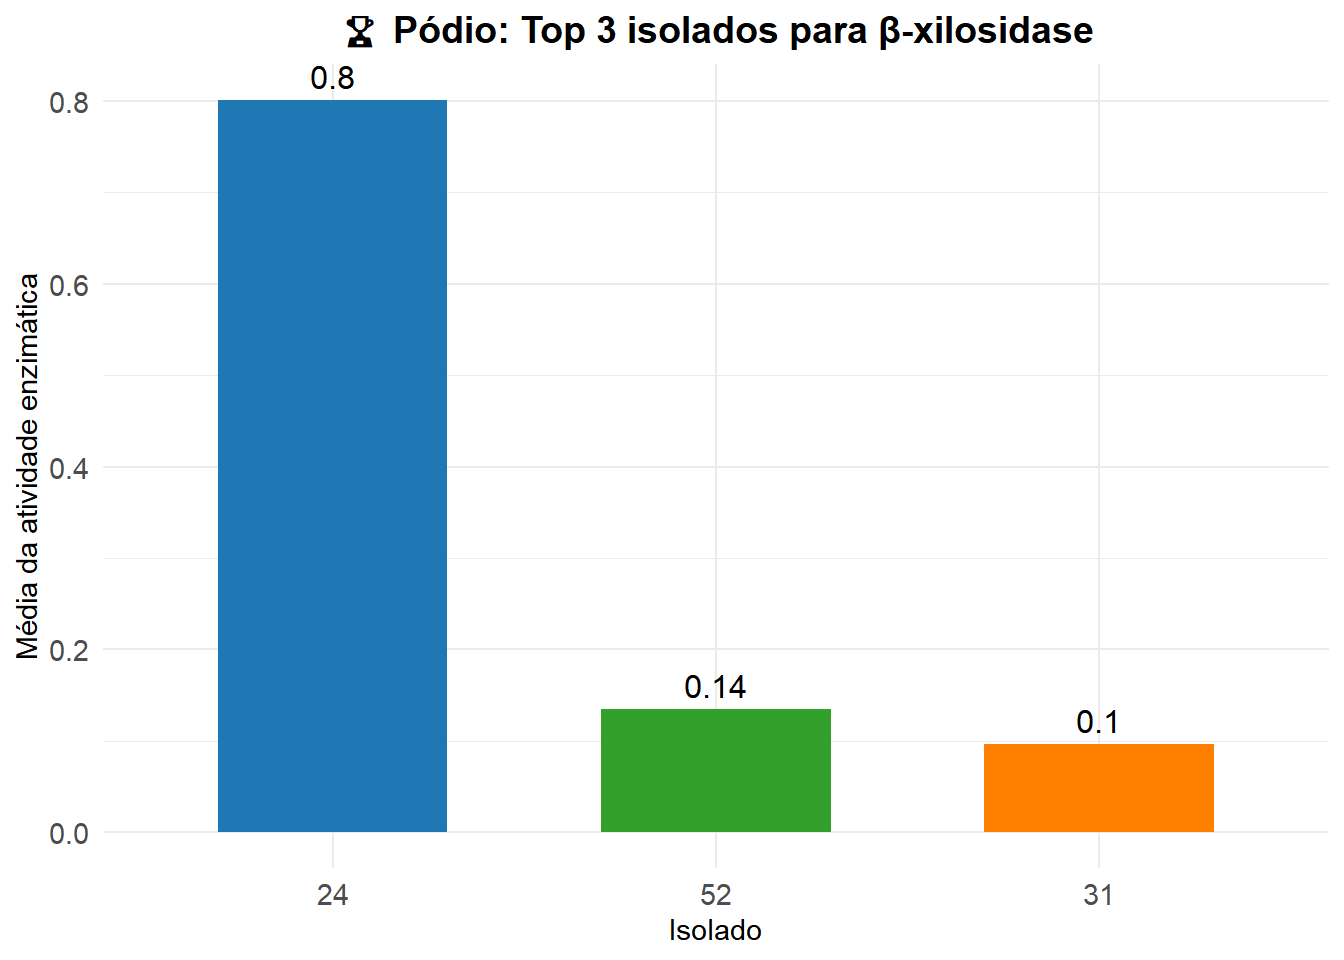 🏆 Pódio: Top 3 isolados para β-xilosidase
0.8
0.14
0.1
0.8
0.6
0.4
0.2
0.0
Média da atividade enzimática
24 52 31
Isolado